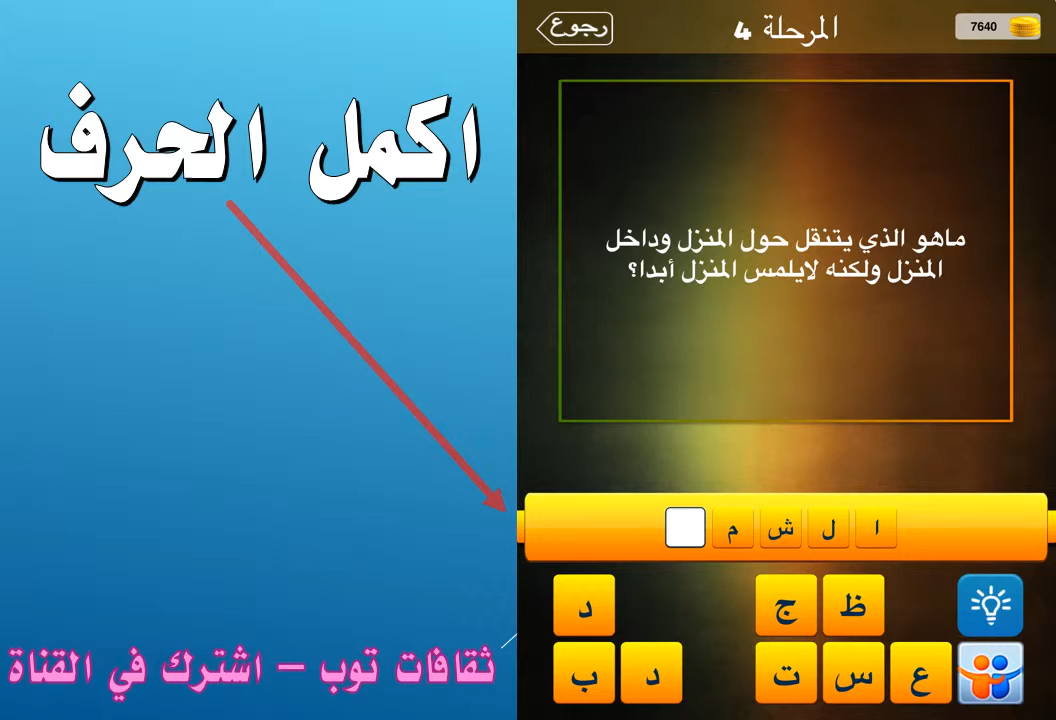 اكمل الحرف
ثقافات توب – اشترك في القناة
رجوع
المرحلة 4
7640
ماهو الذي يتنقل حول المنزل وداخل
المنزل ولكنه لايلمس المنزل أبدا؟
ا ل ش م
ظ ج د
ع س ت د ب